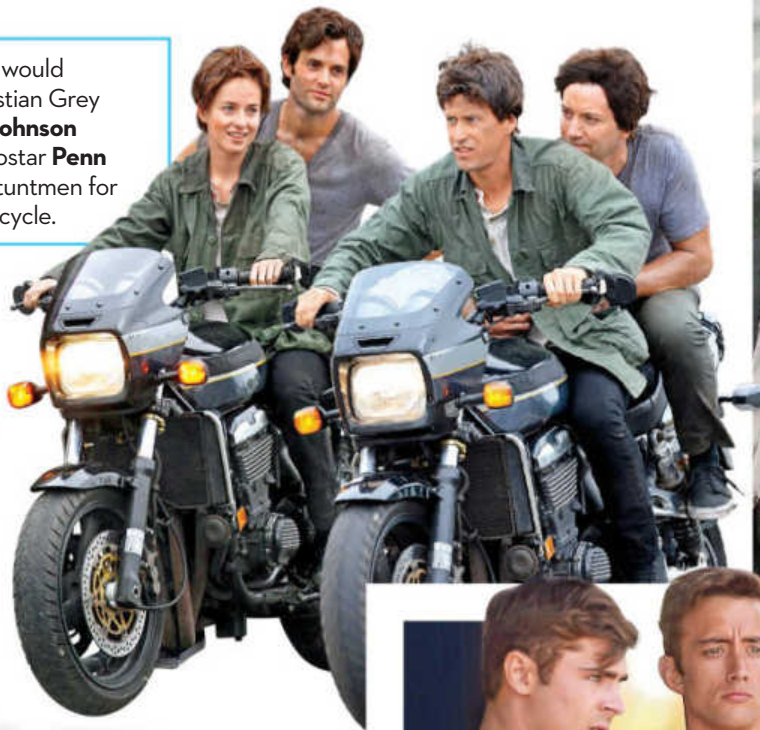 would
stian Grey
ohnson
ostar Penn
tuntmen for
cycle.